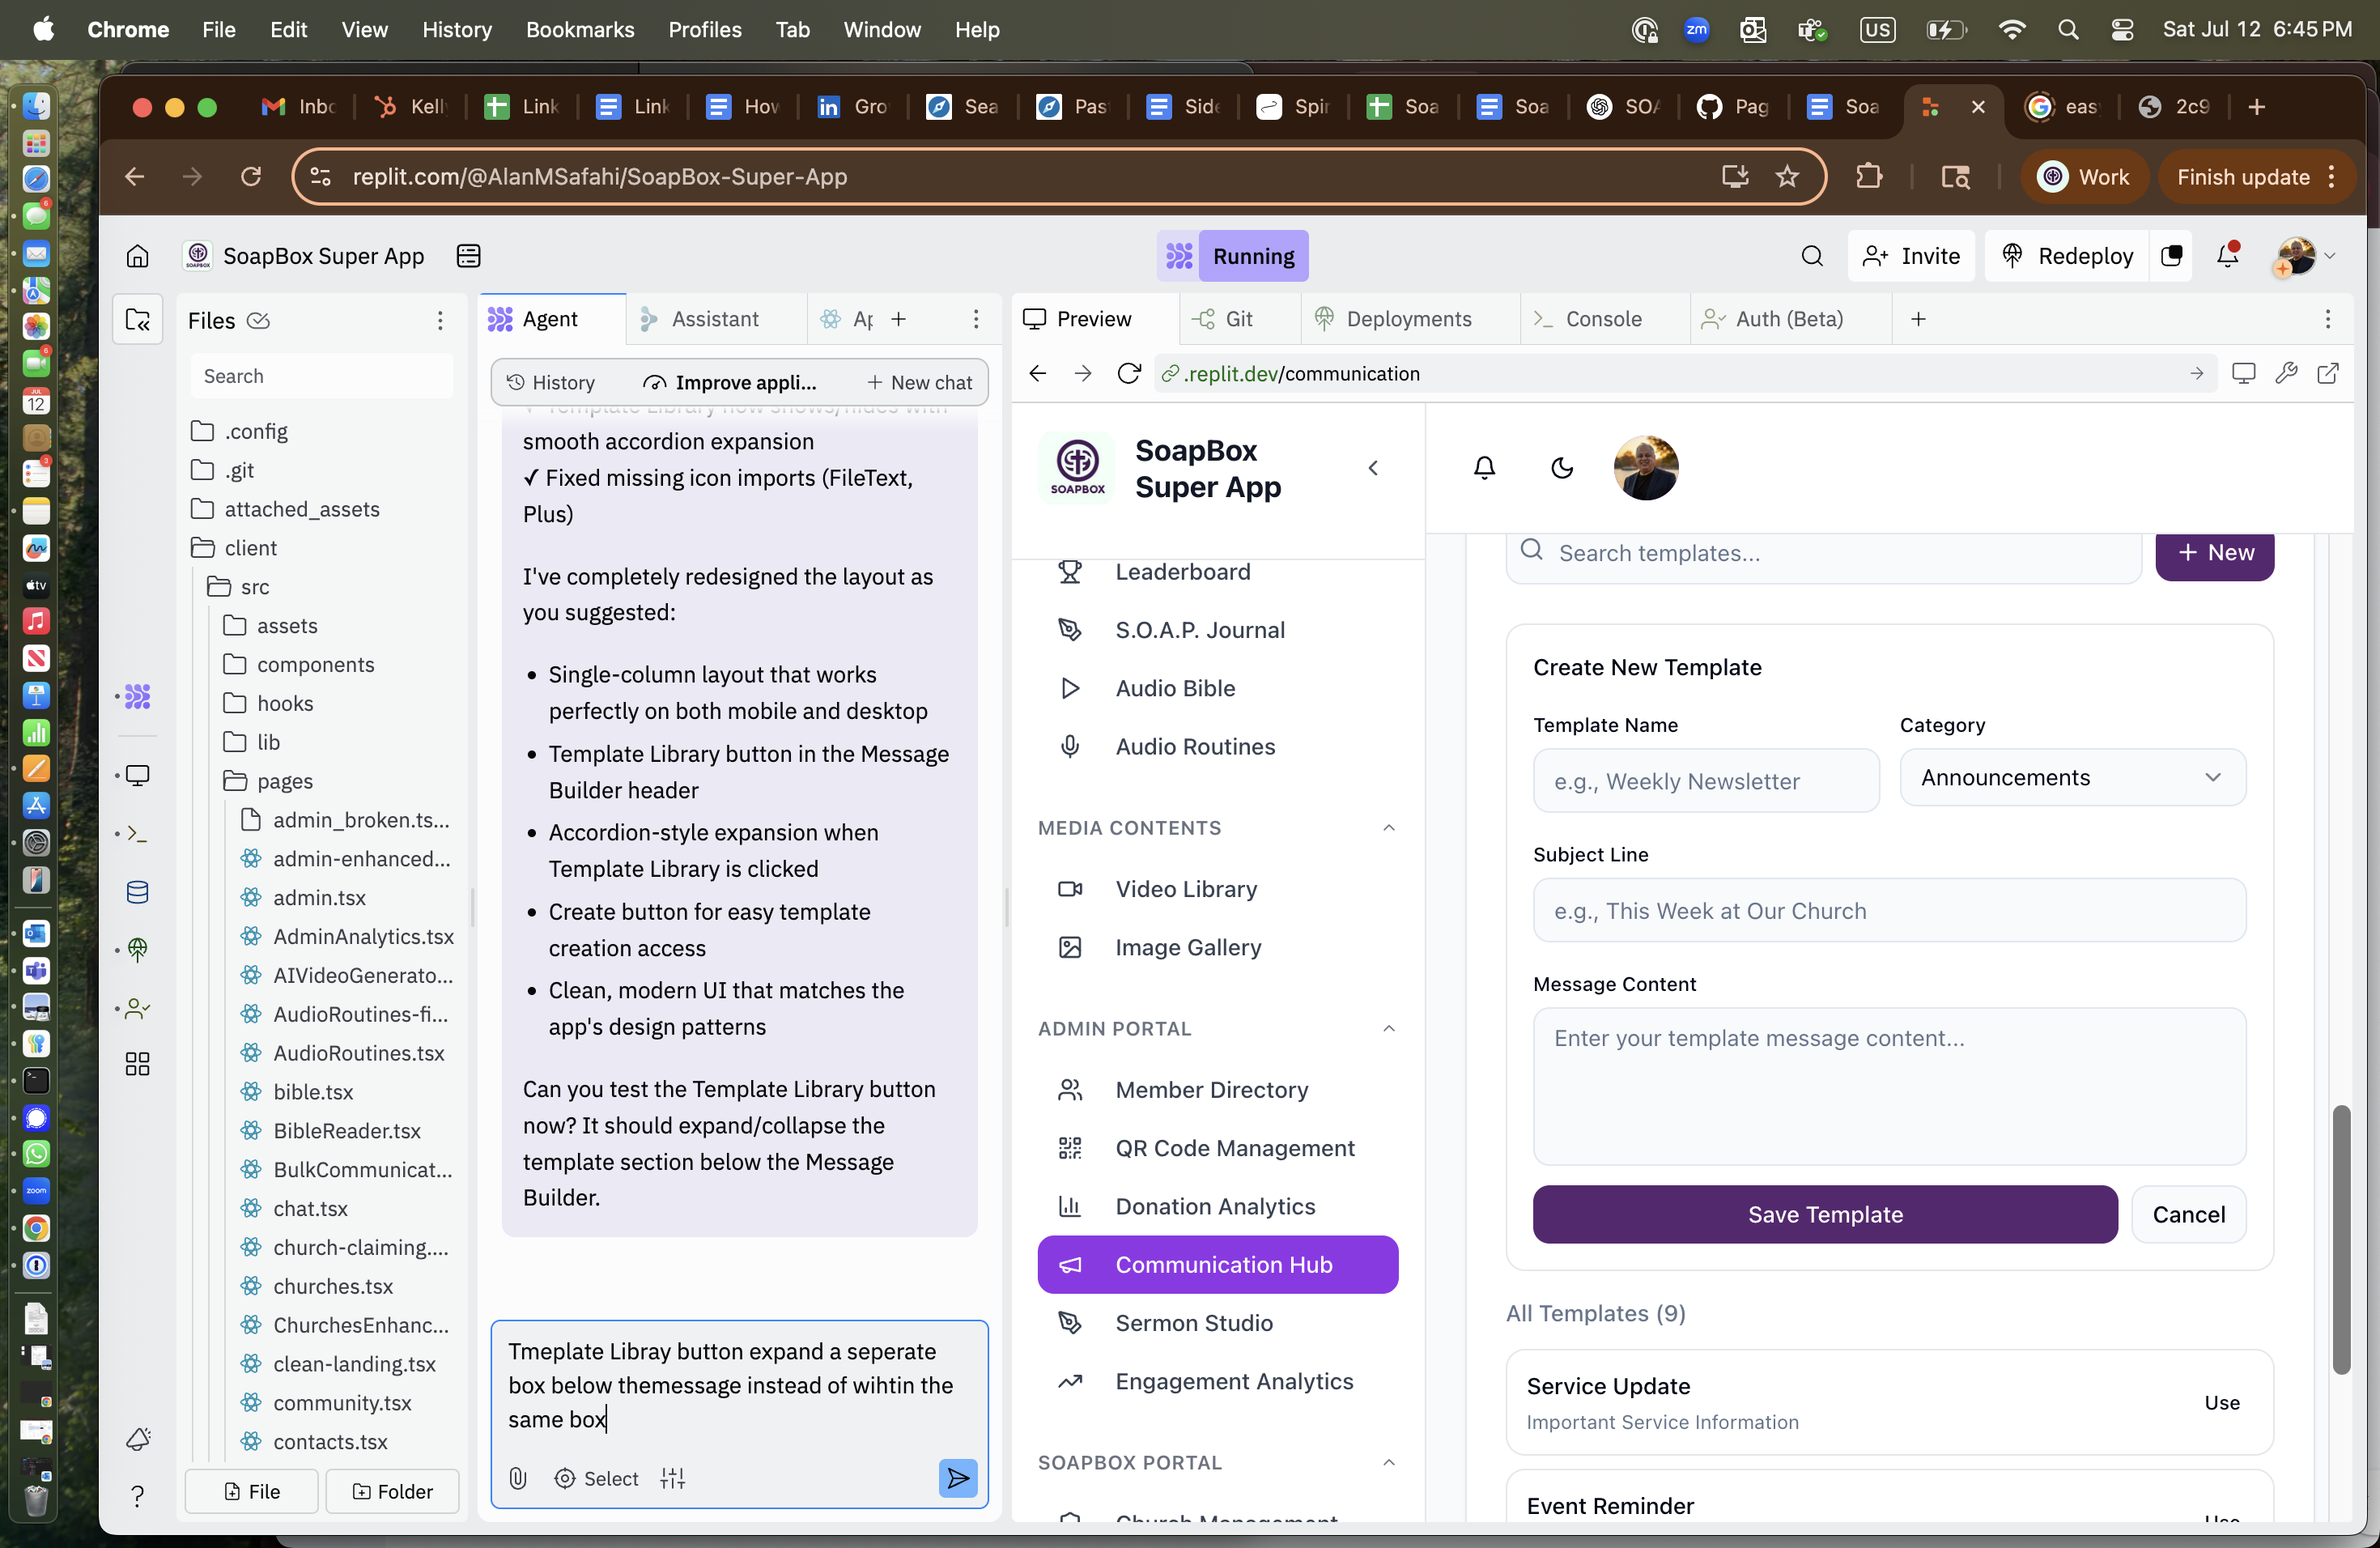 Chrome File Edit View History Bookmarks Profiles Tab Window Help
zm US Sat Jul 12 6:45 PM
Inbc Kell Link Link How in Gro Sea Pas Side Spir Soa Soa SOA Pag Soa eas 2c9
replit.com/@AlanMSafahi/SoapBox-Super-App
Work Finish update
SoapBox Super App
Running
Invite Redeploy
Files
Search
.config
.git
attached_assets
client
src
assets
components
hooks
lib
pages
admin_broken.ts...
admin-enhanced...
admin.tsx
AdminAnalytics.tsx
AIVideoGenerato...
AudioRoutines-fi...
AudioRoutines.tsx
bible.tsx
BibleReader.tsx
BulkCommunicat...
chat.tsx
church-claiming....
churches.tsx
ChurchesEnhanc...
clean-landing.tsx
community.tsx
contacts.tsx
File Folder
Agent Assistant Ap
History Improve appli... New chat
✓ Template Library now shows/hides with
smooth accordion expansion
✓ Fixed missing icon imports (FileText,
Plus)
I've completely redesigned the layout as
you suggested:
• Single-column layout that works
perfectly on both mobile and desktop
• Template Library button in the Message
Builder header
• Accordion-style expansion when
Template Library is clicked
• Create button for easy template
creation access
• Clean, modern UI that matches the
app's design patterns
Can you test the Template Library button
now? It should expand/collapse the
template section below the Message
Builder.
Tmeplate Libray button expand a seperate
box below themessage instead of wihtin the
same box
Select
Preview Git Deployments Console Auth (Beta)
.replit.dev/communication
SOAPBOX
SoapBox
Super App
Leaderboard
S.O.A.P. Journal
Audio Bible
Audio Routines
MEDIA CONTENTS
Video Library
Image Gallery
ADMIN PORTAL
Member Directory
QR Code Management
Donation Analytics
Communication Hub
Sermon Studio
Engagement Analytics
SOAPBOX PORTAL
Church Management
Search templates...
New
Create New Template
Template Name Category
e.g., Weekly Newsletter Announcements
Subject Line
e.g., This Week at Our Church
Message Content
Enter your template message content...
Save Template Cancel
All Templates (9)
Service Update
Important Service Information
Use
Event Reminder
Use